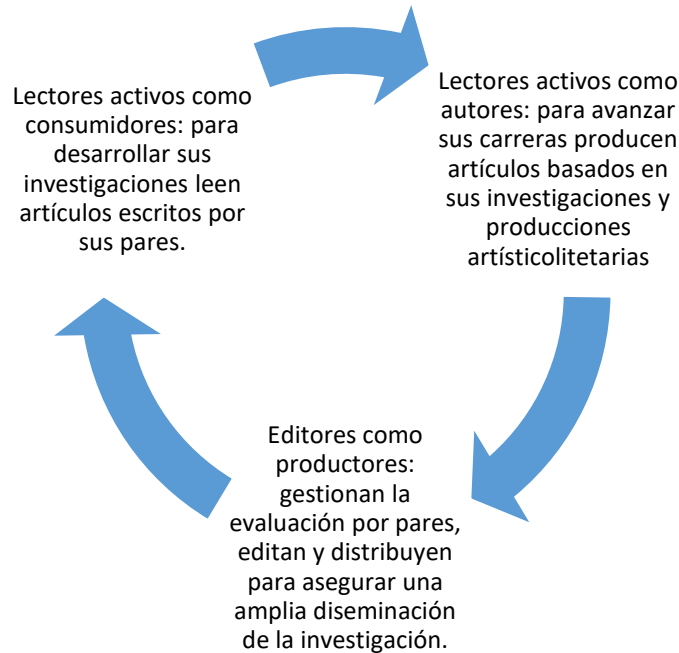 Lectores activos como
consumidores: para
desarrollar sus
investigaciones leen
artículos escritos por
sus pares.
Lectores activos como
autores: para avanzar
sus carreras producen
artículos basados en
sus investigaciones y
producciones
artísticolitetarias
Editores como
productores:
gestionan la
evaluación por pares,
editan y distribuyen
para asegurar una
amplia diseminación
de la investigación.